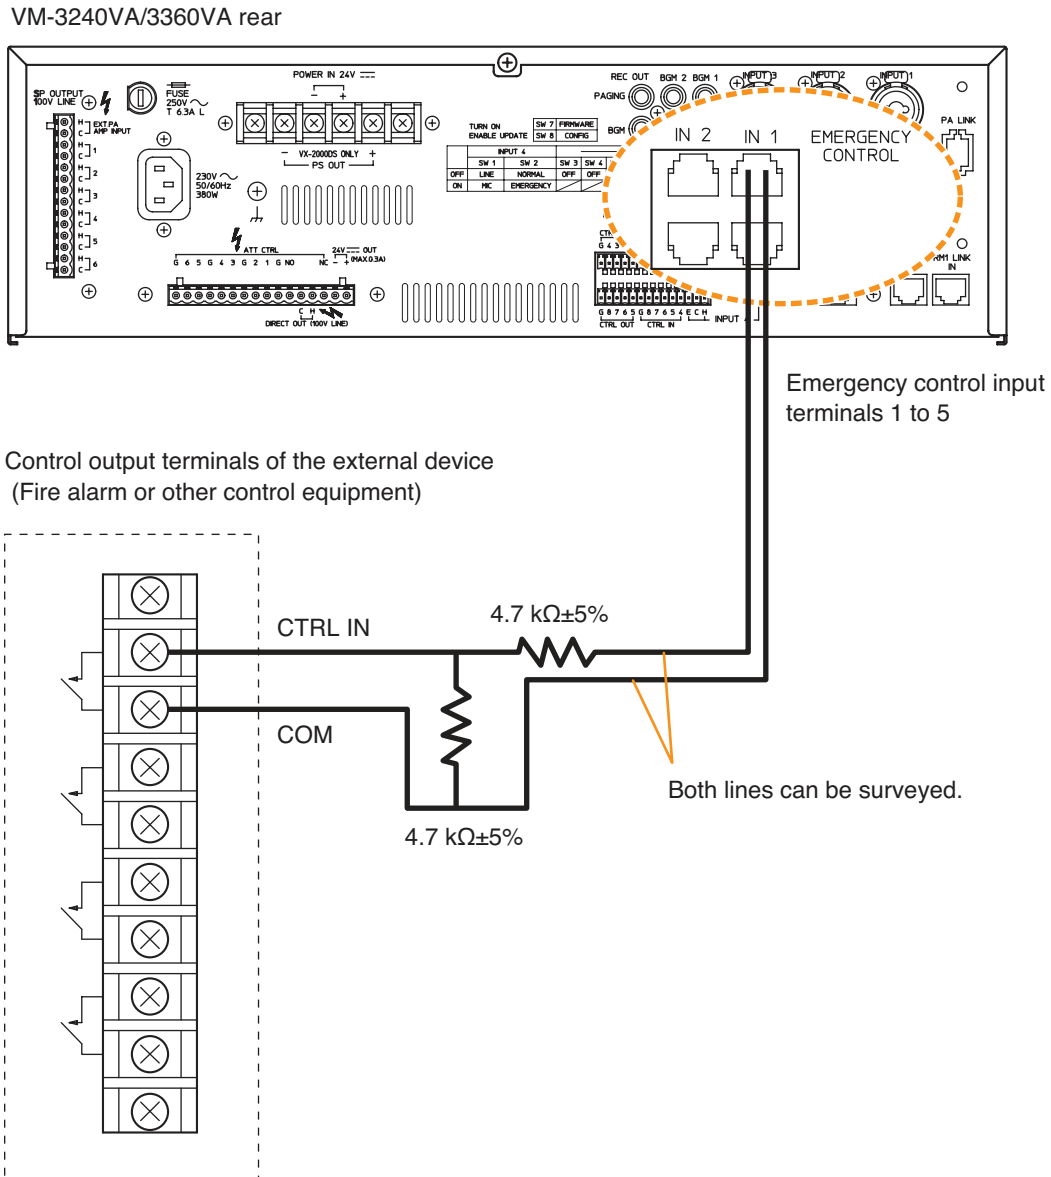 VM-3240VA/3360VA rear
SP OUTPUT
100V LINE
H
C
EXT.PA
AMP INPUT
H
C
1
H
C
2
H
C
3
H
C
4
H
C
5
H
C
6
FUSE
250V
T 6.3A L
230V
50/60Hz
380W
POWER IN 24V
− +
− VX-2000DS ONLY +
PS OUT
ATT CTRL
G 6 5 G 4 3 G 2 1 G NO NC − +
24V OUT
(MAX.0.3A)
C H
DIRECT OUT (100V LINE)
TURN ON
ENABLE UPDATE
SW 7 FIRMWARE
SW 8 CONFIG
INPUT 4
SW 1 SW 2 SW 3 SW 4
OFF LINE NORMAL OFF OFF
ON MIC EMERGENCY
REC OUT BGM 2 BGM 1
PAGING
BGM
INPUT 3
INPUT 2
INPUT 1
PA LINK
IN 2 IN 1
EMERGENCY
CONTROL
G 4 3
RM1 LINK
IN
G 8 7 6 5 G 8 7 6 5 4 E C H
CTRL OUT CTRL IN INPUT
Emergency control input
terminals 1 to 5
Control output terminals of the external device
(Fire alarm or other control equipment)
CTRL IN
4.7 kΩ±5%
COM
Both lines can be surveyed.
4.7 kΩ±5%